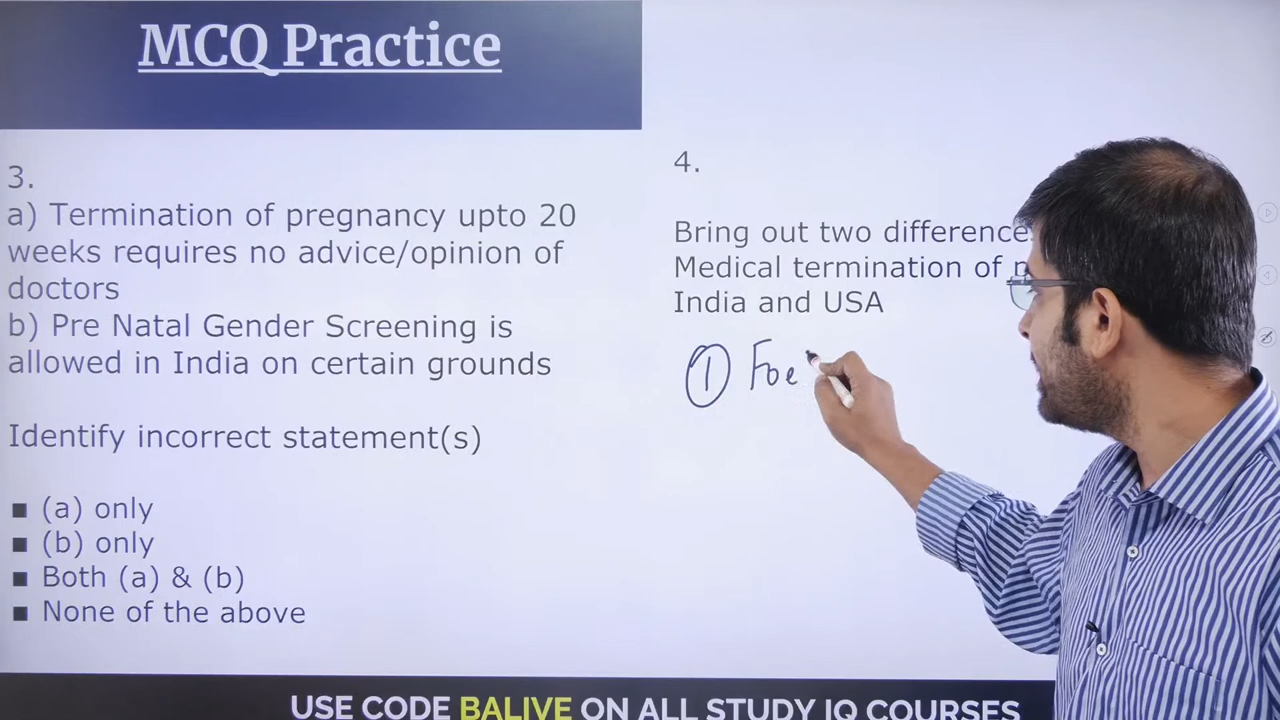 MCQ Practice
3.
a) Termination of pregnancy upto 20
weeks requires no advice/opinion of
doctors
b) Pre Natal Gender Screening is
allowed in India on certain grounds
Identify incorrect statement(s)
■ (a) only
■ (b) only
■ Both (a) & (b)
■ None of the above
4.
Bring out two difference
Medical termination of
India and USA
① Foe
USE CODE BALIVE ON ALL STUDY IQ COURSES